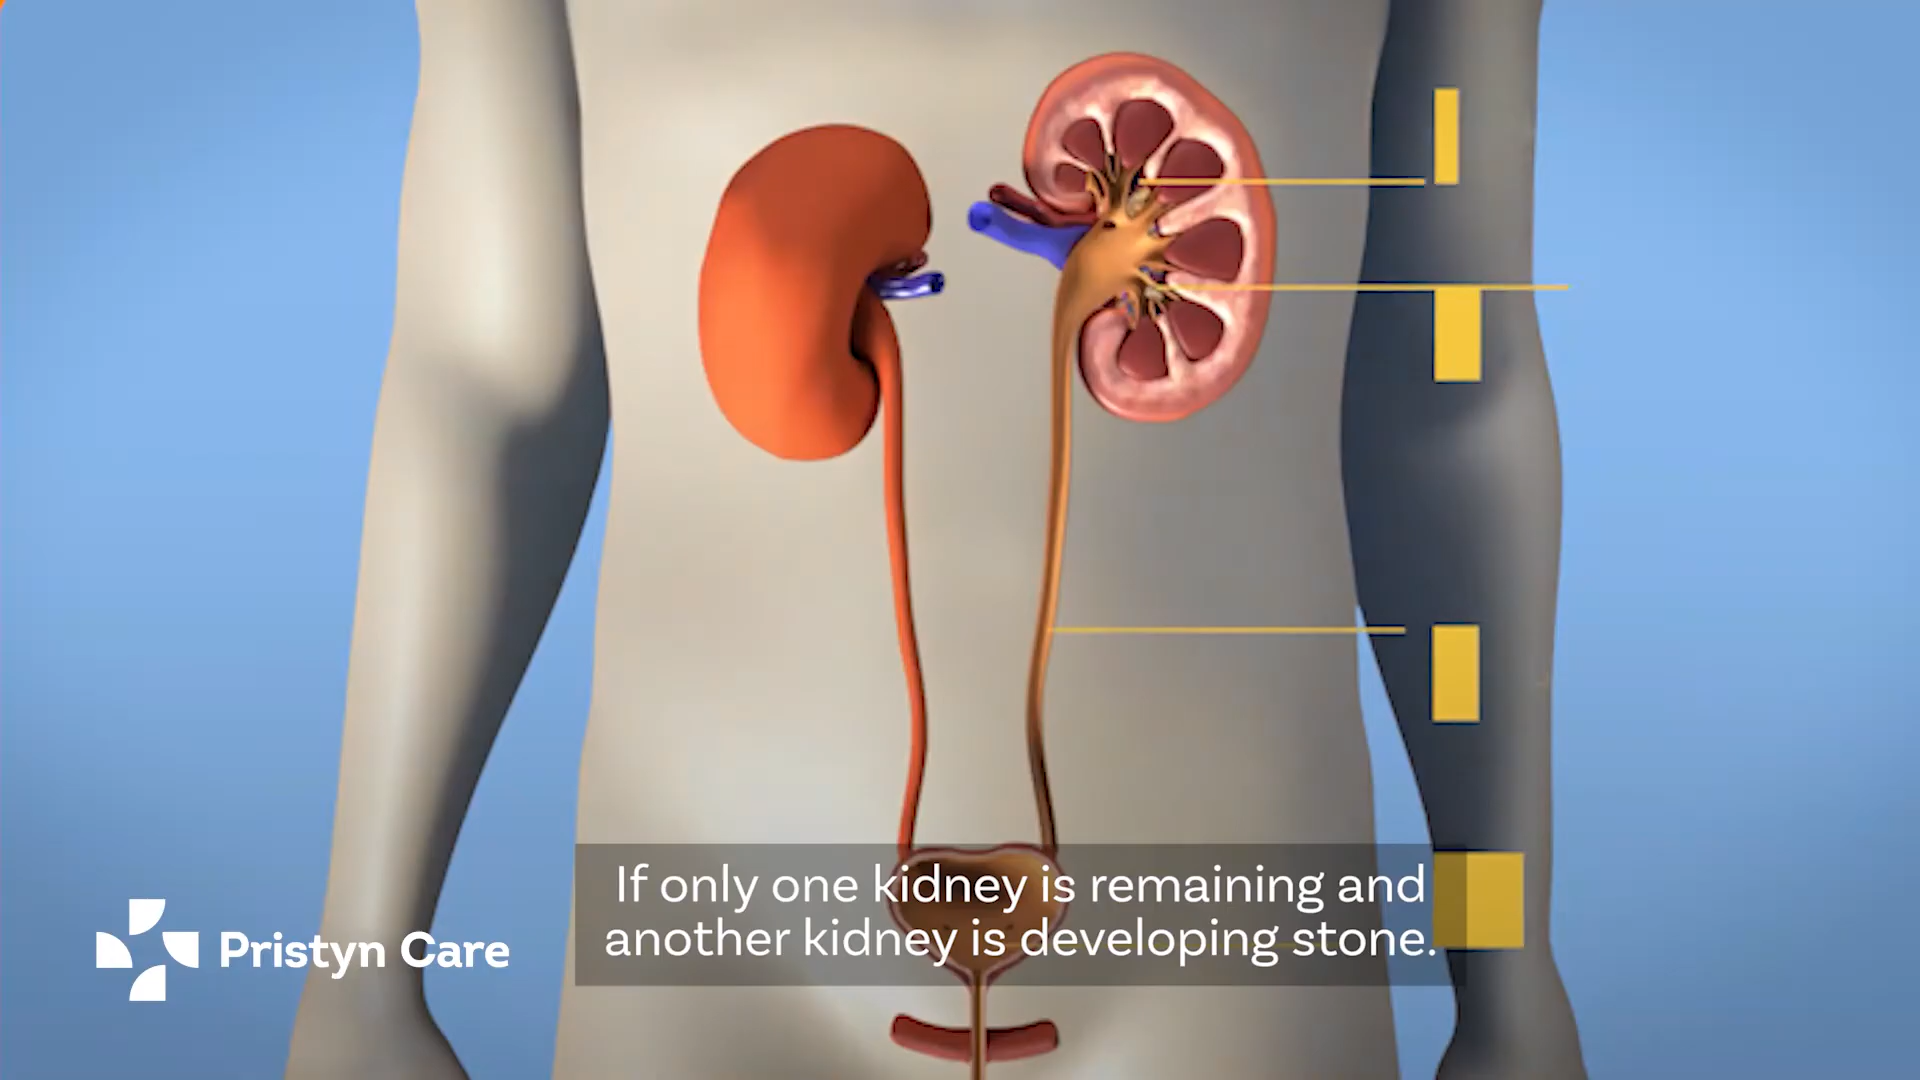 If only one kidney is remaining and
another kidney is developing stone.
Pristyn Care